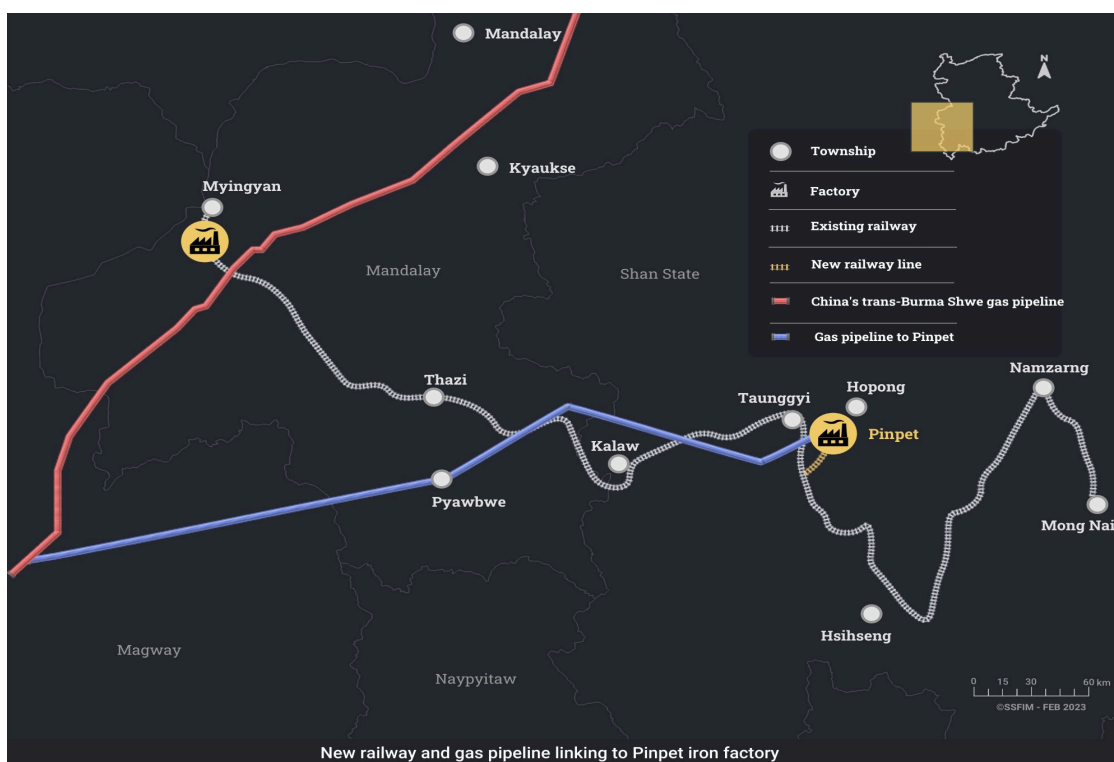 Mandalay
N
Kyaukse
Township
Myingyan
Factory
Existing railway
Mandalay
Shan State
New railway line
China's trans-Burma Shwe gas pipeline
Gas pipeline to Pinpet
Namzarng
Thazi
Hopong
Taunggyi
Pinpet
Kalaw
Pyawbwe
Mong Nai
Hsihseng
Magway
Naypyitaw
0 15 30 60 km
©SSFIM - FEB 2023
New railway and gas pipeline linking to Pinpet iron factory